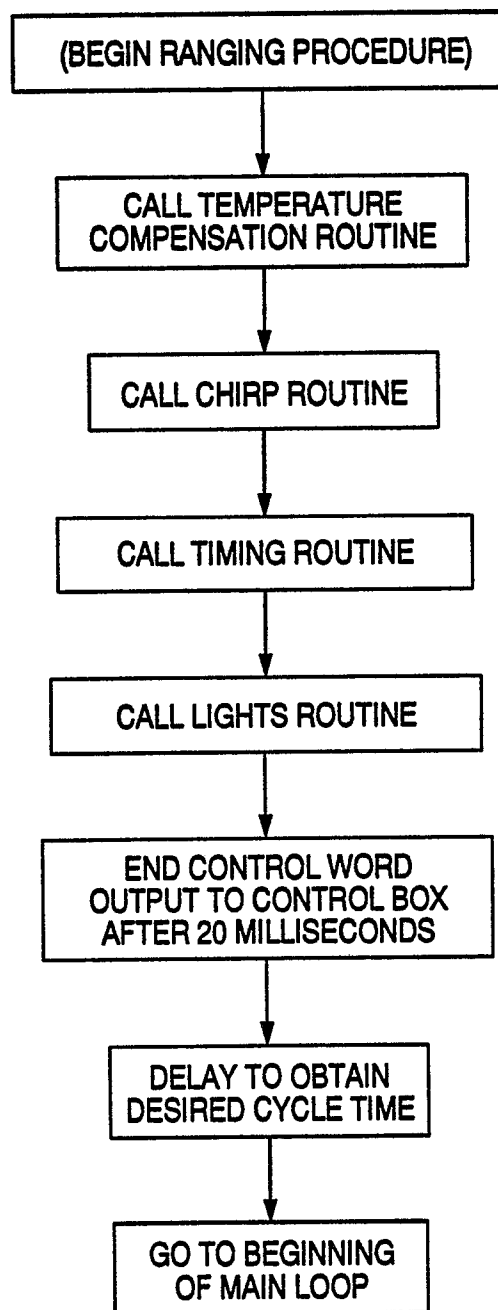 (BEGIN RANGING PROCEDURE)
CALL TEMPERATURE
COMPENSATION ROUTINE
CALL CHIRP ROUTINE
CALL TIMING ROUTINE
CALL LIGHTS ROUTINE
END CONTROL WORD
OUTPUT TO CONTROL BOX
AFTER 20 MILLISECONDS
DELAY TO OBTAIN
DESIRED CYCLE TIME
GO TO BEGINNING
OF MAIN LOOP